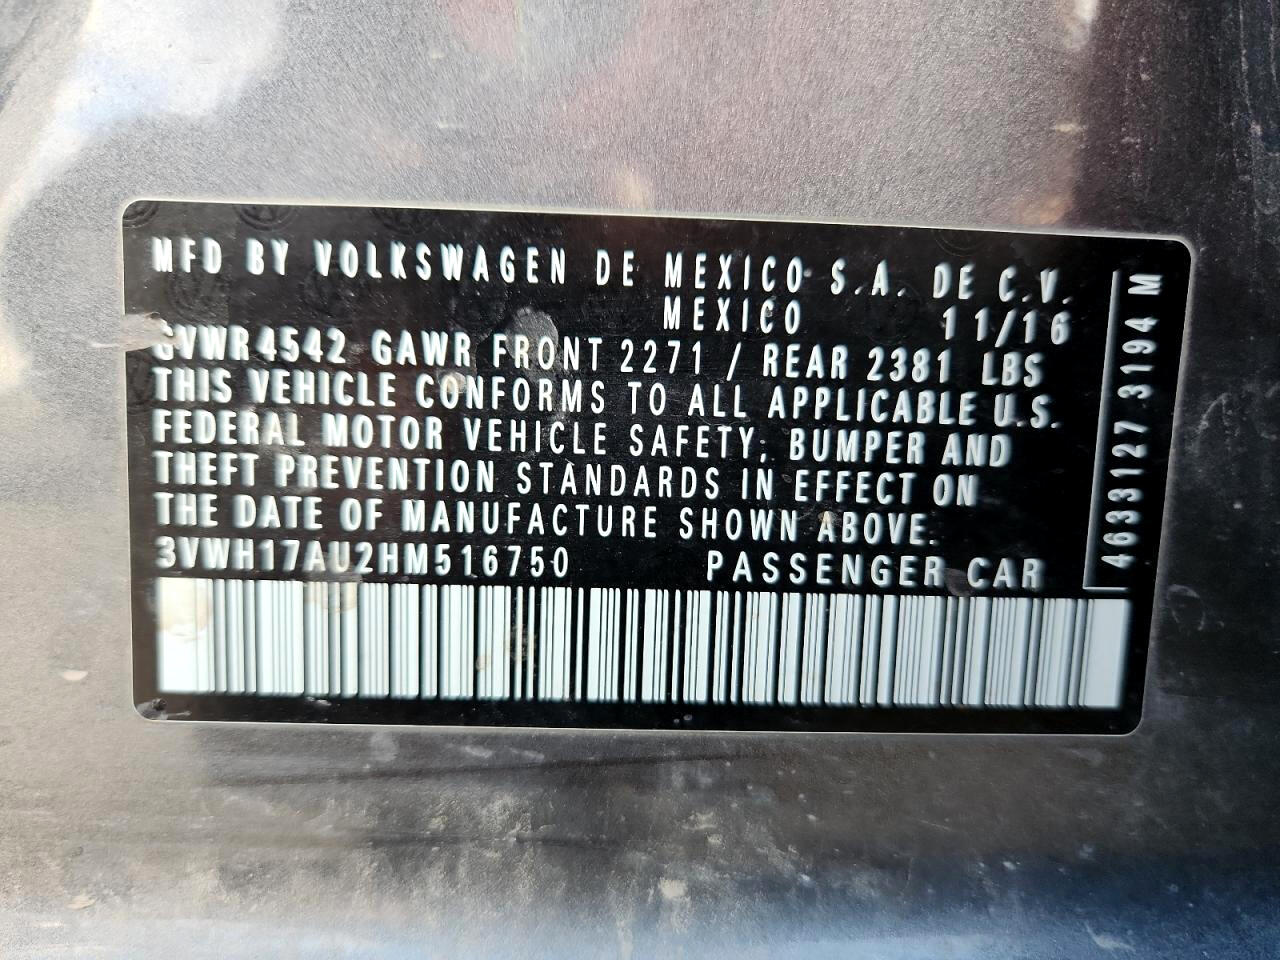 MFD BY VOLKSWAGEN DE MEXICO S.A. DE C.V.
MEXICO 11/16
GVWR4542 GAWR FRONT 2271 / REAR 2381 LBS
THIS VEHICLE CONFORMS TO ALL APPLICABLE U.S.
FEDERAL MOTOR VEHICLE SAFETY, BUMPER AND
THEFT PREVENTION STANDARDS IN EFFECT ON
THE DATE OF MANUFACTURE SHOWN ABOVE.
3VWH17AU2HM516750 PASSENGER CAR
4633127 3194 M